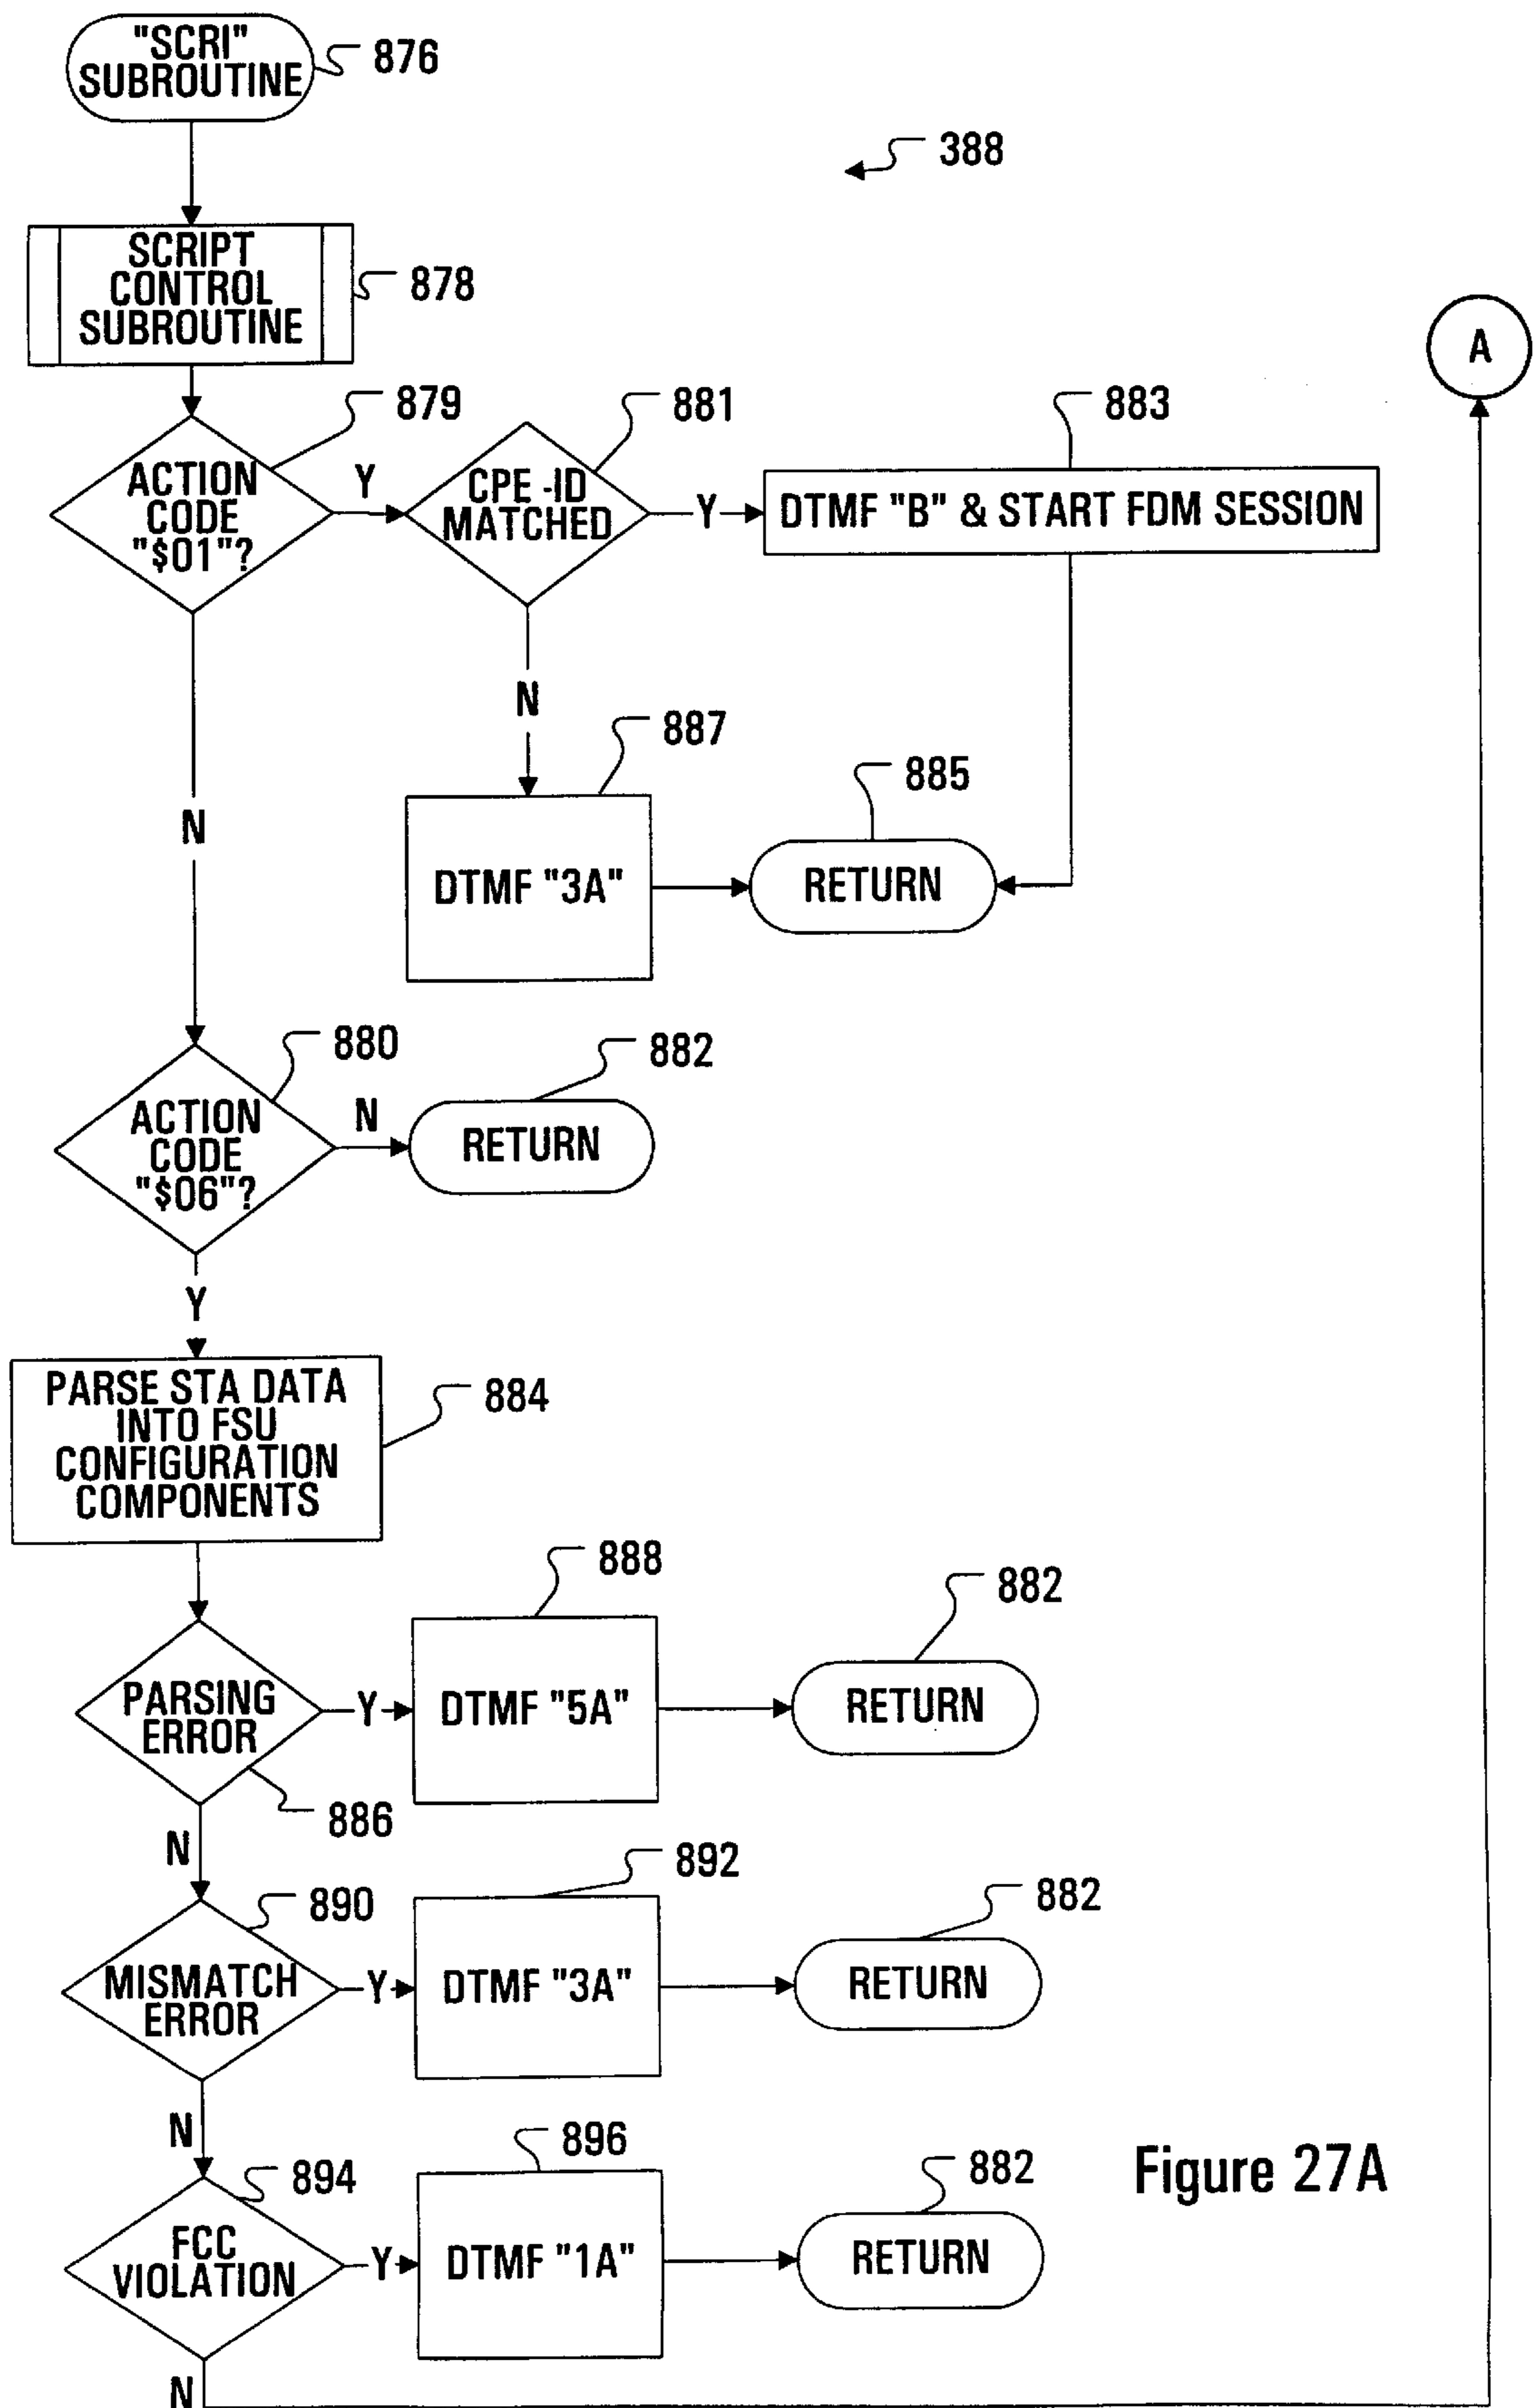 "SCRI"
SUBROUTINE
876
388
SCRIPT
CONTROL
SUBROUTINE
878
A
879
881
883
ACTION
CODE
"$01"?
Y
CPE -ID
MATCHED
Y
DTMF "B" & START FDM SESSION
N
N
887
885
DTMF "3A"
RETURN
880
882
ACTION
CODE
"$06"?
N
RETURN
Y
PARSE STA DATA
INTO FSU
CONFIGURATION
COMPONENTS
884
888
882
PARSING
ERROR
Y
DTMF "5A"
RETURN
886
N
890
892
882
MISMATCH
ERROR
Y
DTMF "3A"
RETURN
N
894
896
882
FCC
VIOLATION
Y
DTMF "1A"
RETURN
N
Figure 27A